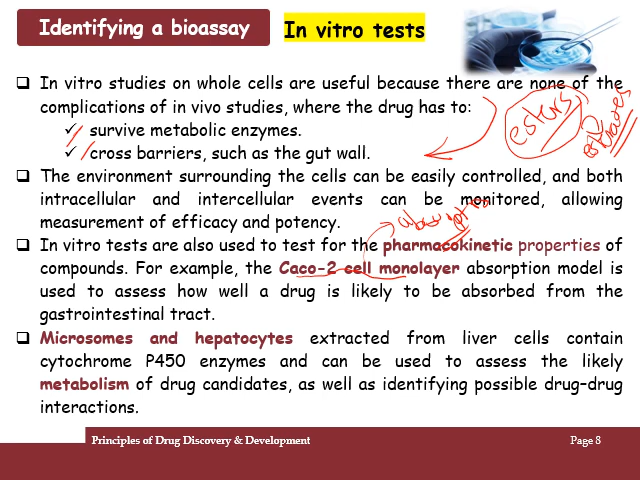 Identifying a bioassay
In vitro tests
❑ In vitro studies on whole cells are useful because there are none of the
complications of in vivo studies, where the drug has to:
✓ survive metabolic enzymes.
✓ cross barriers, such as the gut wall.
esters
❑ The environment surrounding the cells can be easily controlled, and both
intracellular and intercellular events can be monitored, allowing
measurement of efficacy and potency.
❑ In vitro tests are also used to test for the pharmacokinetic properties of
compounds. For example, the Caco-2 cell monolayer absorption model is
used to assess how well a drug is likely to be absorbed from the
gastrointestinal tract.
❑ Microsomes and hepatocytes extracted from liver cells contain
cytochrome P450 enzymes and can be used to assess the likely
metabolism of drug candidates, as well as identifying possible drug–drug
interactions.
Principles of Drug Discovery & Development
Page 8